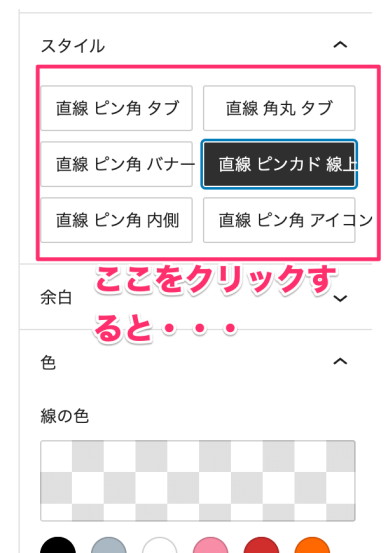 スタイル
直線 ピン角 タブ
直線 角丸 タブ
直線 ピン角 バナー
直線 ピンカド 線上
直線 ピン角 内側
直線 ピン角 アイコン
余白
ここをクリックす
ると・・・
色
線の色